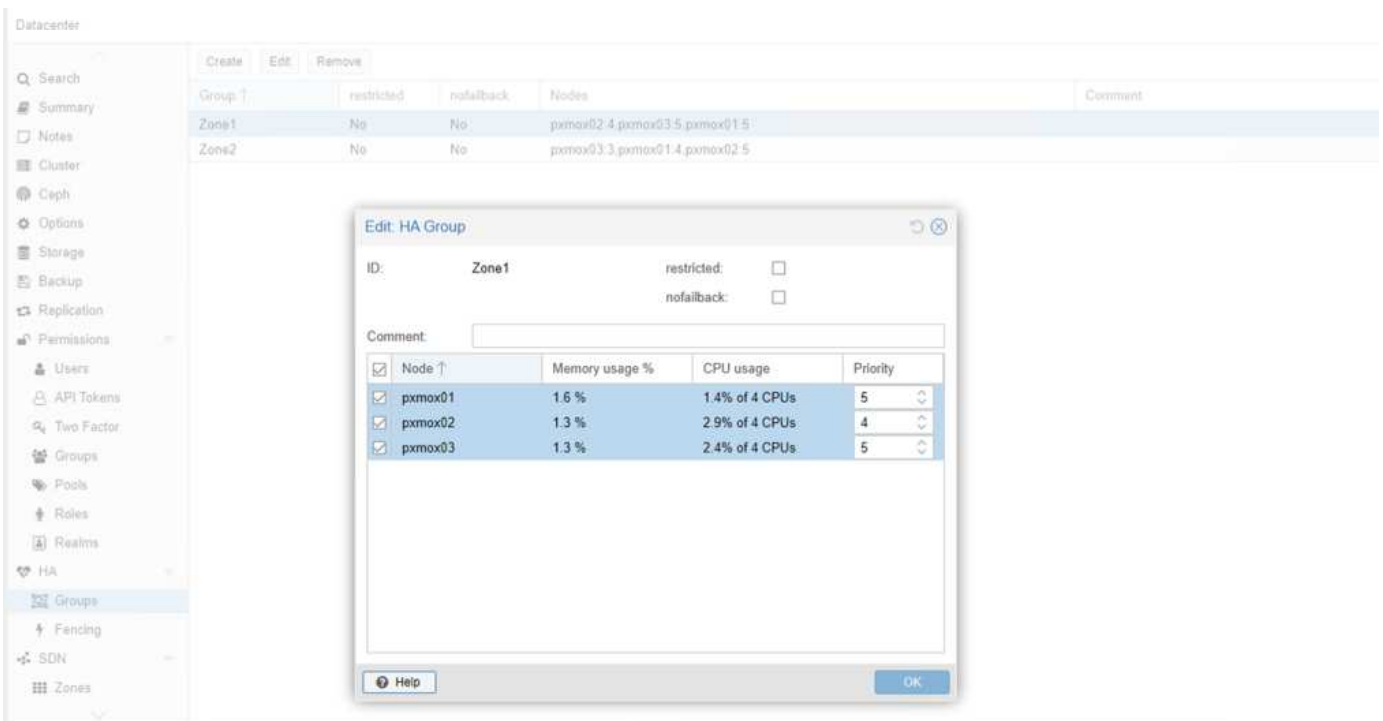 Datacenter
Create Edit Remove
Search
Summary
Notes
Cluster
Ceph
Options
Storage
Backup
Replication
Permissions
Users
API Tokens
Two Factor
Groups
Pools
Roles
Realms
HA
Groups
Fencing
SDN
Zones
Group ↑ restricted nofailback Nodes Comment
Zone1 No No pxmox02:4,pxmox03:5,pxmox01:5
Zone2 No No pxmox03:3,pxmox01:4,pxmox02:5
Edit: HA Group
ID: Zone1 restricted:
nofailback:
Comment:
Node ↑ Memory usage % CPU usage Priority
pxmox01 1.6 % 1.4% of 4 CPUs 5
pxmox02 1.3 % 2.9% of 4 CPUs 4
pxmox03 1.3 % 2.4% of 4 CPUs 5
Help OK